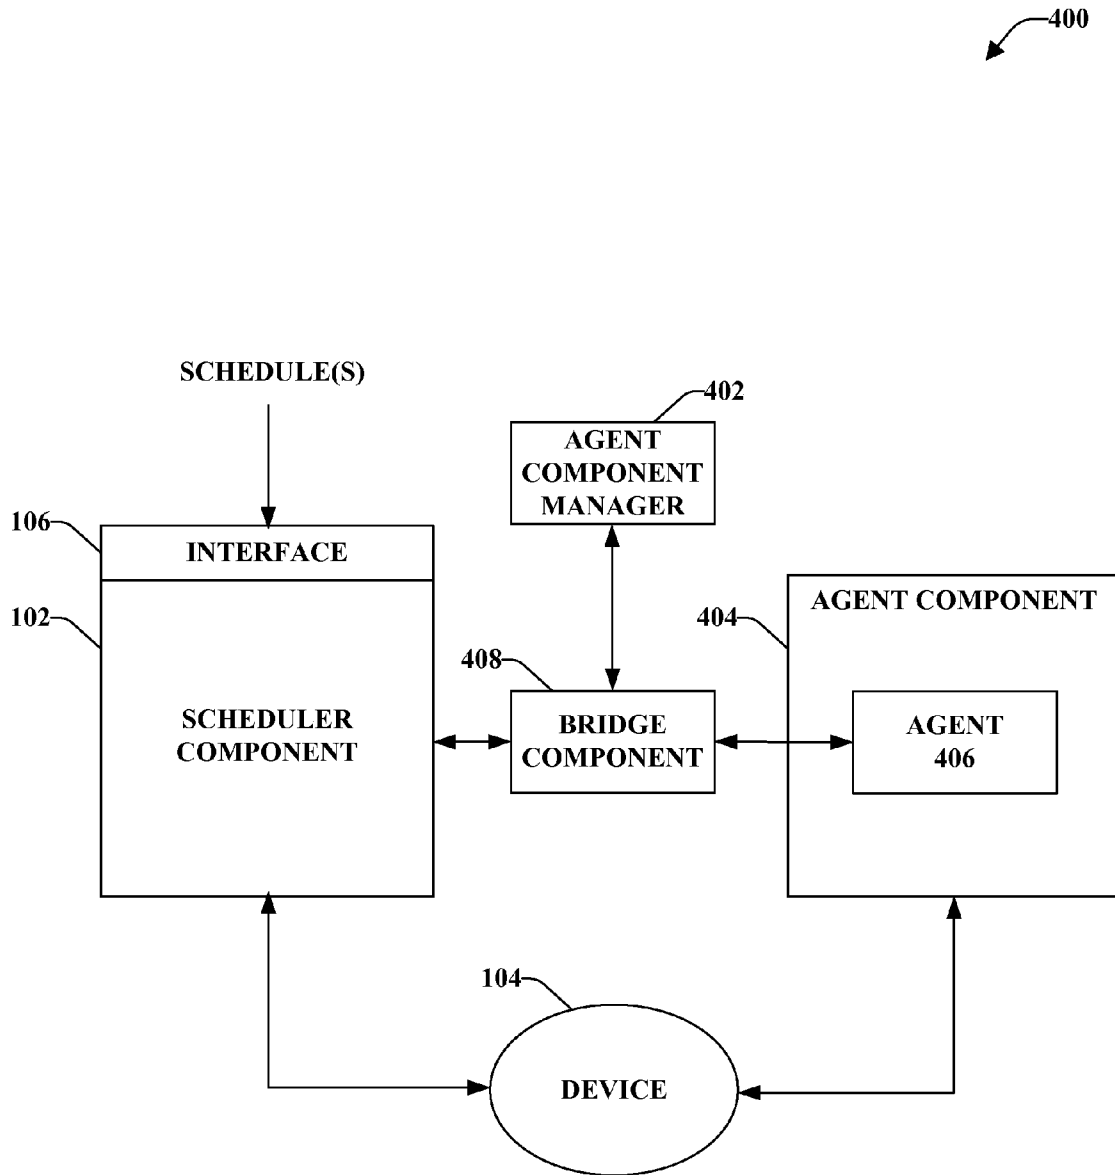 400
SCHEDULE(S)
402
AGENT
COMPONENT
MANAGER
106
INTERFACE
102
SCHEDULER
COMPONENT
408
BRIDGE
COMPONENT
404
AGENT COMPONENT
AGENT
406
104
DEVICE